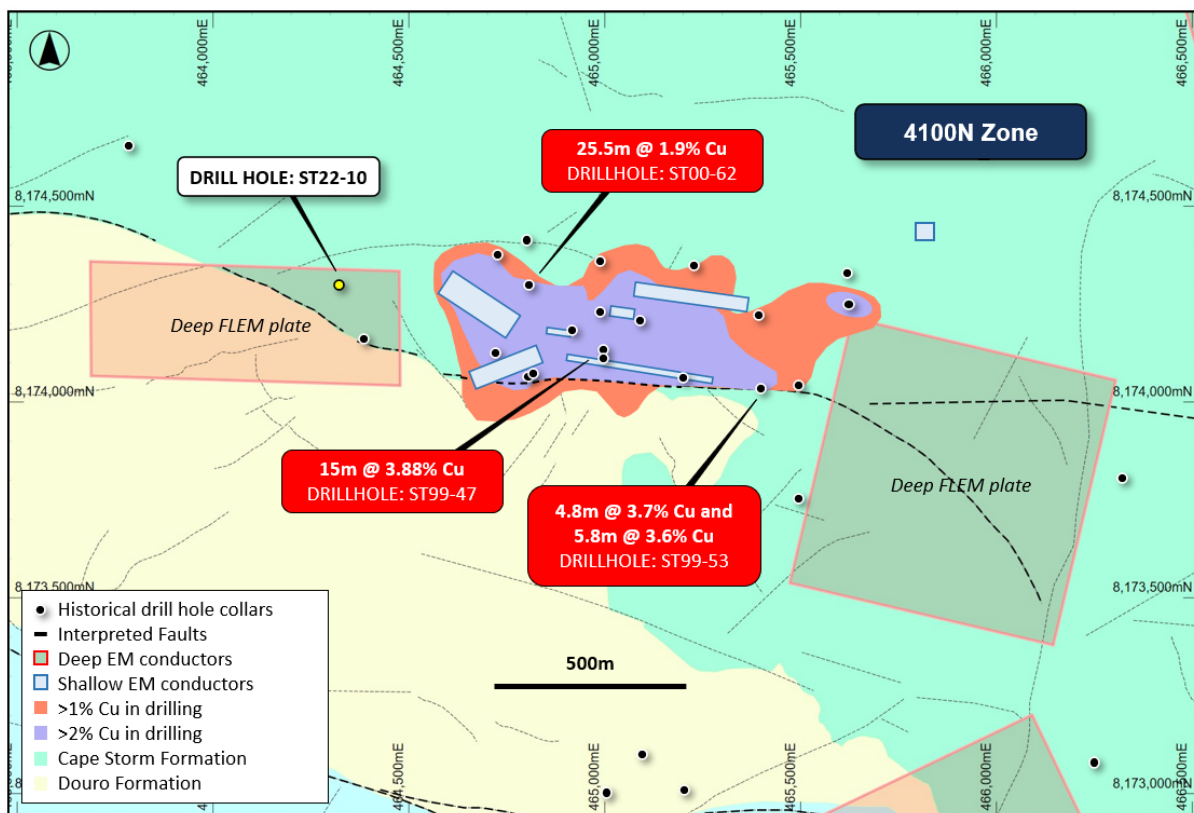 464,000mE
464,500mE
465,000mE
465,500mE
466,000mE
466,500mE
4100N Zone
25.5m @ 1.9% Cu
DRILLHOLE: ST00-62
DRILL HOLE: ST22-10
8,174,500mN
8,174,500mN
Deep FLEM plate
8,174,000mN
8,174,000mN
15m @ 3.88% Cu
DRILLHOLE: ST99-47
4.8m @ 3.7% Cu and
5.8m @ 3.6% Cu
DRILLHOLE: ST99-53
Deep FLEM plate
8,173,500mN
8,173,500mN
500m
Historical drill hole collars
Interpreted Faults
Deep EM conductors
Shallow EM conductors
>1% Cu in drilling
>2% Cu in drilling
Cape Storm Formation
Douro Formation
8,173,000mN
464,500mE
465,000mE
465,500mE
466,000mE
466,500mE